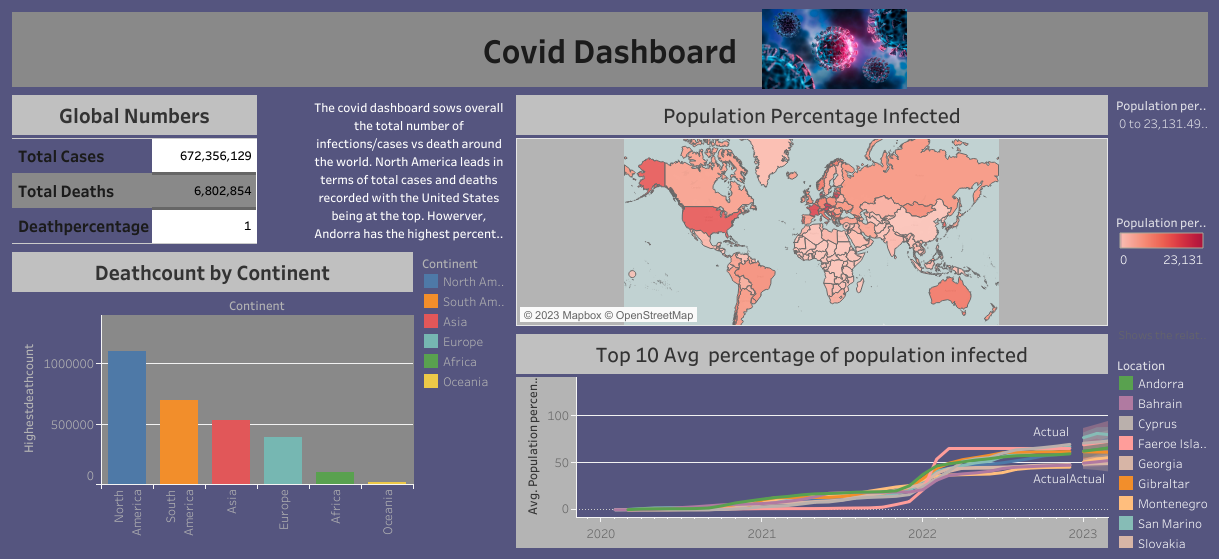 Covid Dashboard
Global Numbers
Total Cases 672,356,129
Total Deaths 6,802,854
Deathpercentage 1
The covid dashboard sows overall
the total number of
infections/cases vs death around
the world. North America leads in
terms of total cases and deaths
recorded with the United States
being at the top. Howerver,
Andorra has the highest percent..
Population Percentage Infected
© 2023 Mapbox © OpenStreetMap
Population per..
0 to 23,131.49..
Population per..
0 23,131
Deathcount by Continent
Continent
Highestdeathcount
1000000
500000
0
North
America
South
America
Asia
Europe
Africa
Oceania
Continent
North Am..
South Am..
Asia
Europe
Africa
Oceania
Top 10 Avg percentage of population infected
Avg. Population percen..
100
50
0
Actual
ActualActual
2020
2021
2022
2023
Shows the relat..
Location
Andorra
Bahrain
Cyprus
Faeroe Isla..
Georgia
Gibraltar
Montenegro
San Marino
Slovakia